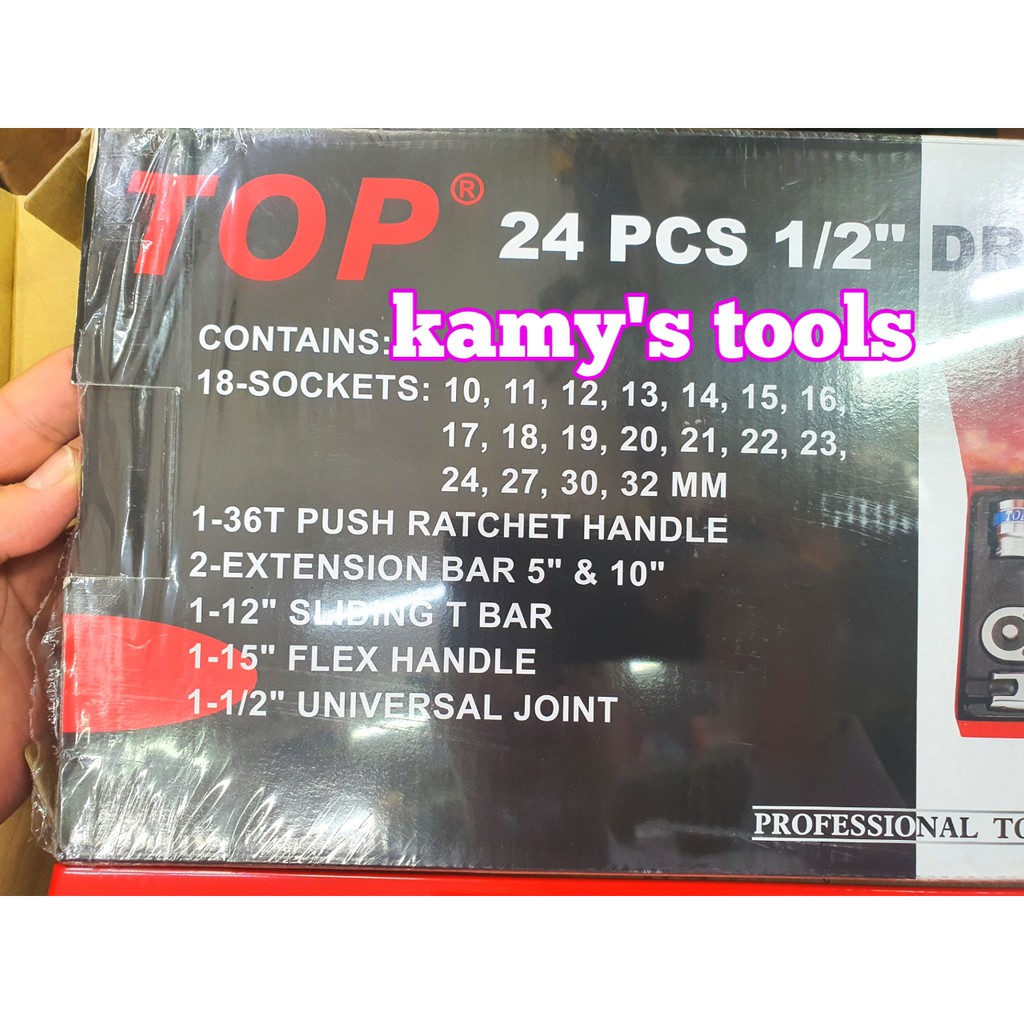 TOP® 24 PCS 1/2" DR
CONTAINS:
kamy's tools
18-SOCKETS: 10, 11, 12, 13, 14, 15, 16,
17, 18, 19, 20, 21, 22, 23,
24, 27, 30, 32 MM
1-36T PUSH RATCHET HANDLE
2-EXTENSION BAR 5" & 10"
1-12" SLIDING T BAR
1-15" FLEX HANDLE
1-1/2" UNIVERSAL JOINT
PROFESSIONAL TO